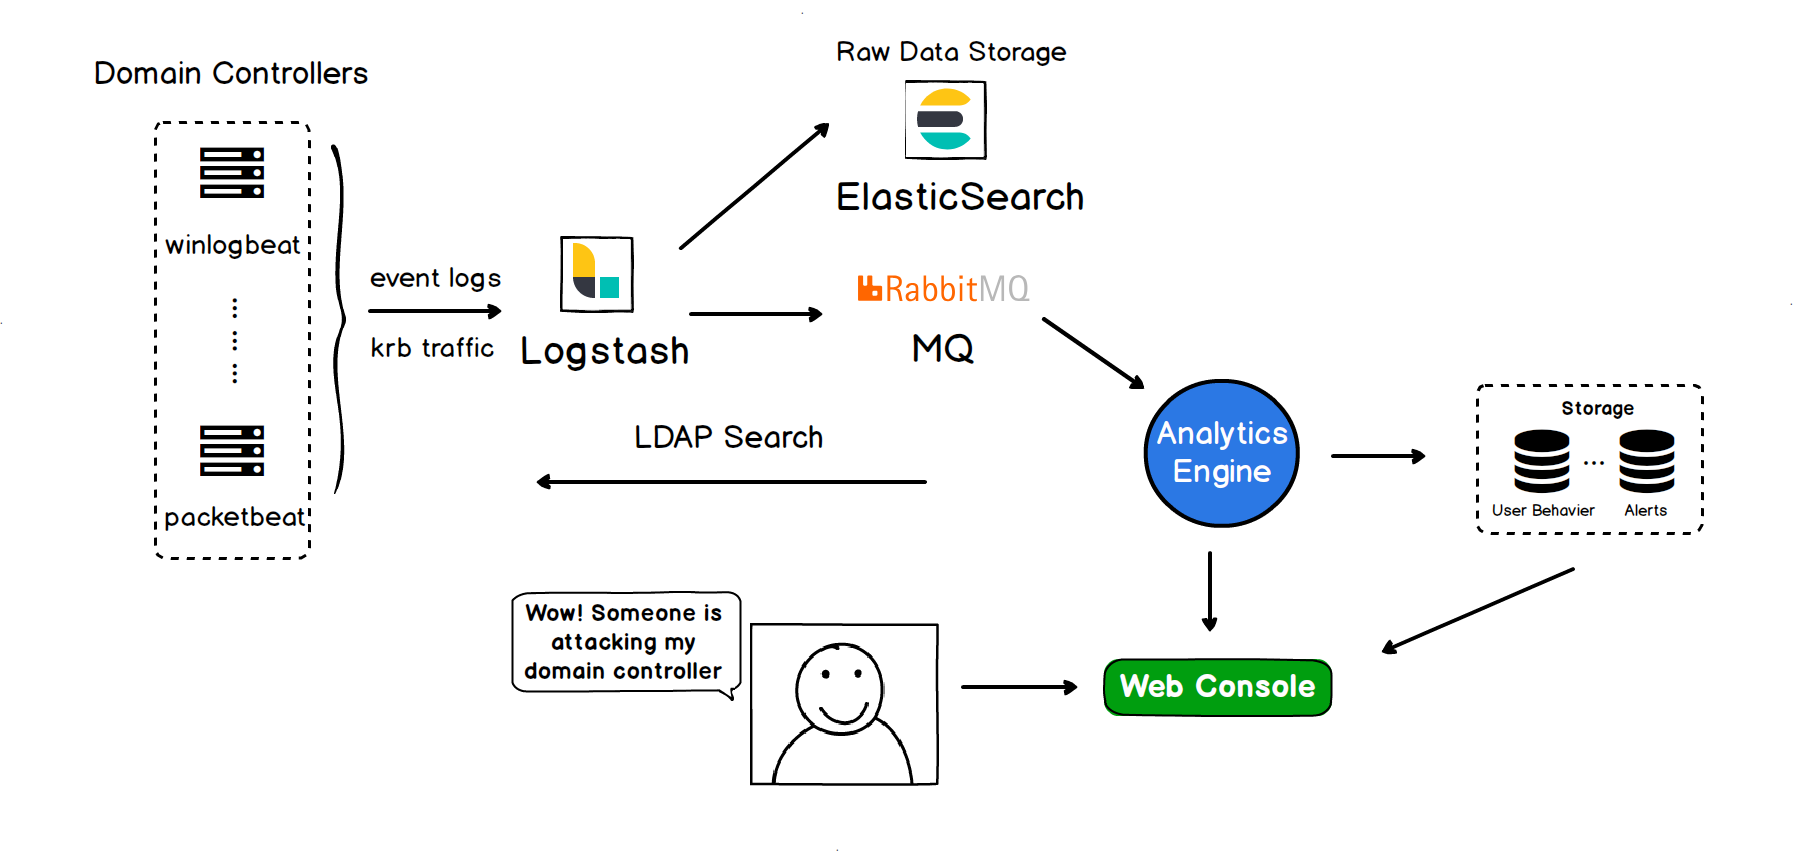 Domain Controllers
winlogbeat
packetbeat
event logs
krb traffic
Logstash
Raw Data Storage
ElasticSearch
RabbitMQ
MQ
LDAP Search
Analytics
Engine
Storage
...
User Behavier
Alerts
Wow! Someone is
attacking my
domain controller
Web Console